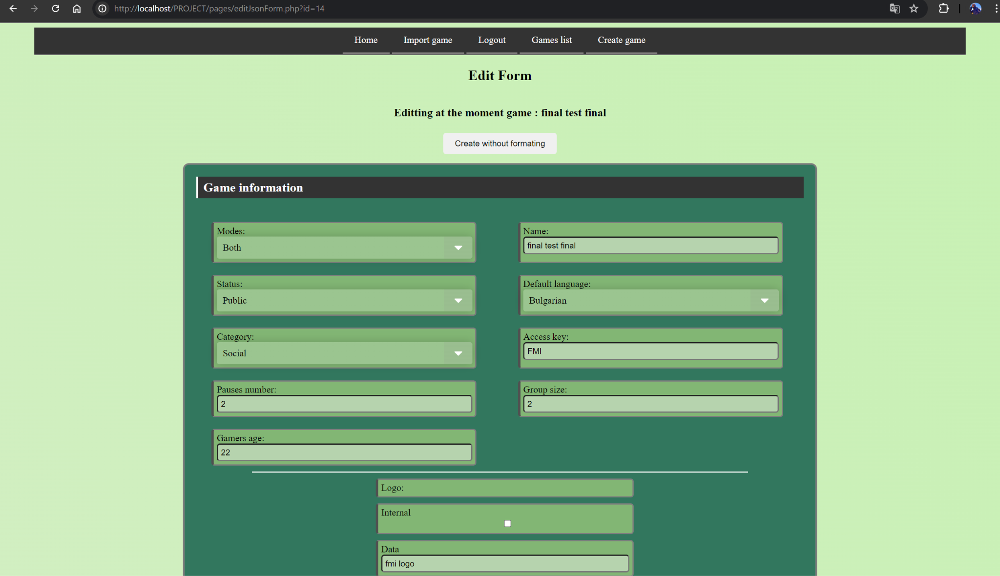 http://localhost/PROJECT/pages/editJsonForm.php?id=14
Home Import game Logout Games list Create game
Edit Form
Editting at the moment game : final test final
Create without formating
Game information
Modes:
Both
Name:
final test final
Status:
Public
Default language:
Bulgarian
Category:
Social
Access key:
FMI
Pauses number:
2
Group size:
2
Gamers age:
22
Logo:
Internal
Data
fmi logo